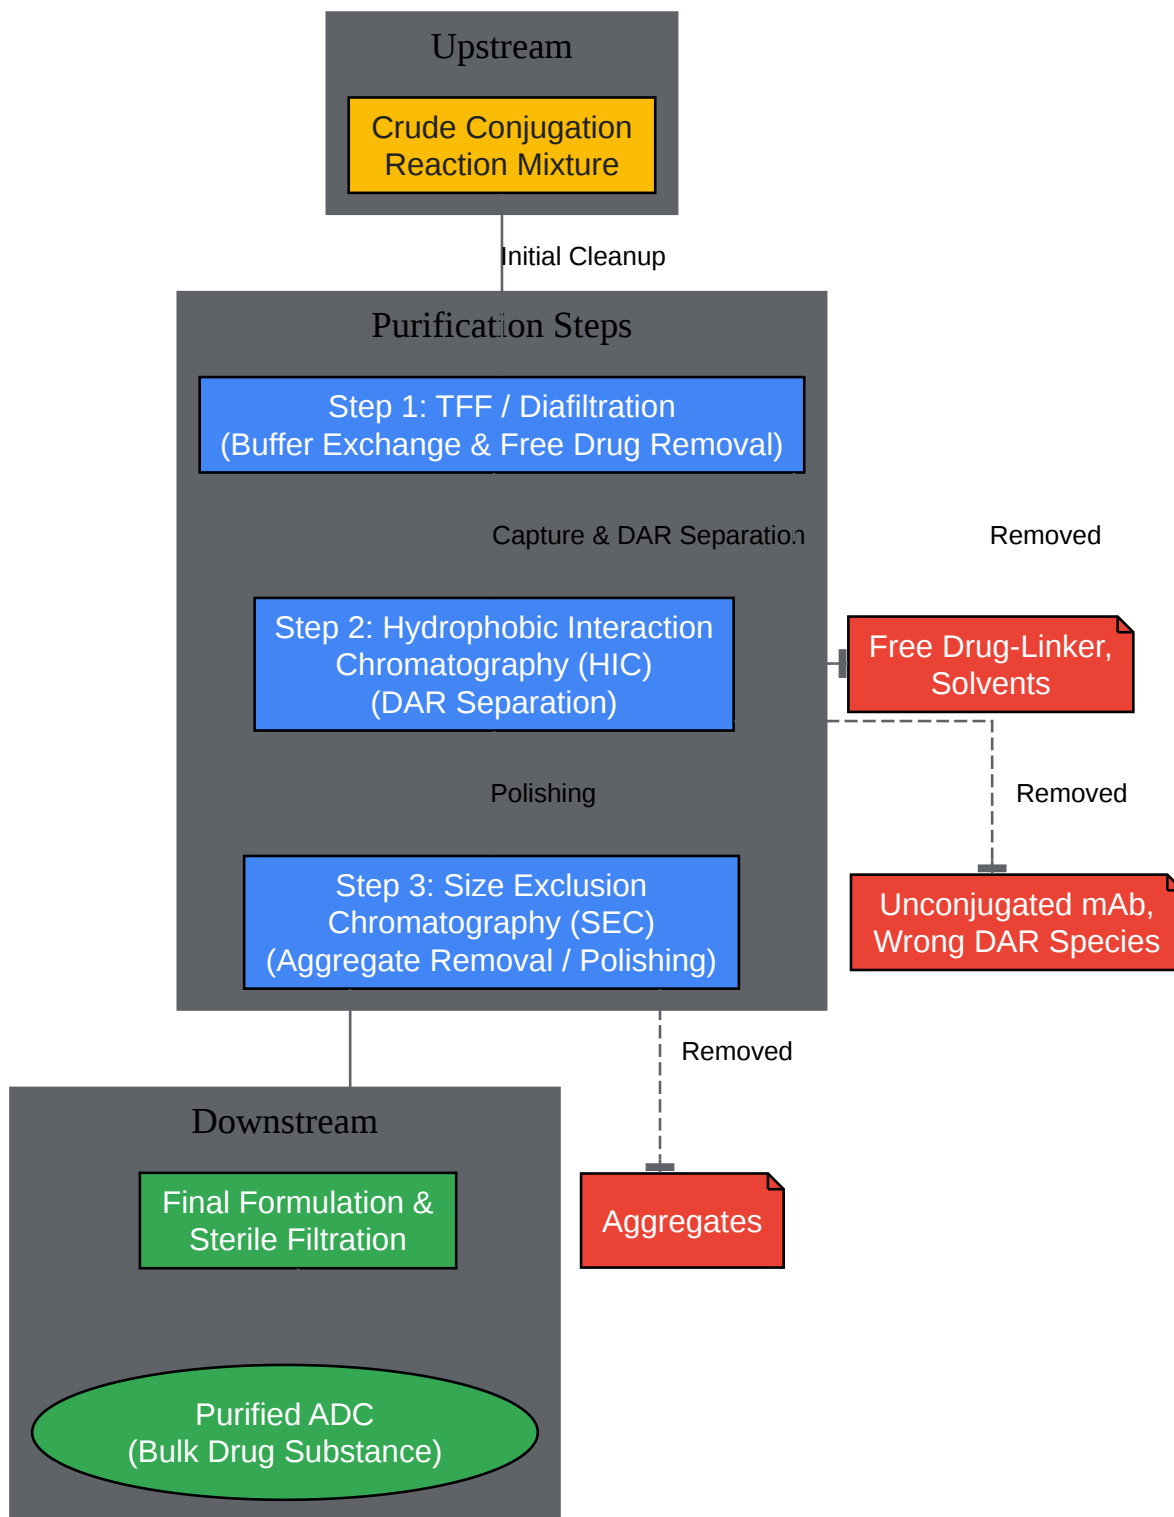 Upstream
Crude Conjugation
Reaction Mixture
Initial Cleanup
Purification Steps
Step 1: TFF / Diafiltration
(Buffer Exchange & Free Drug Removal)
Capture & DAR Separation
Removed
Step 2: Hydrophobic Interaction
Chromatography (HIC)
(DAR Separation)
Free Drug-Linker,
Solvents
Polishing
Removed
Step 3: Size Exclusion
Chromatography (SEC)
(Aggregate Removal / Polishing)
Unconjugated mAb,
Wrong DAR Species
Removed
Downstream
Final Formulation &
Sterile Filtration
Aggregates
Purified ADC
(Bulk Drug Substance)